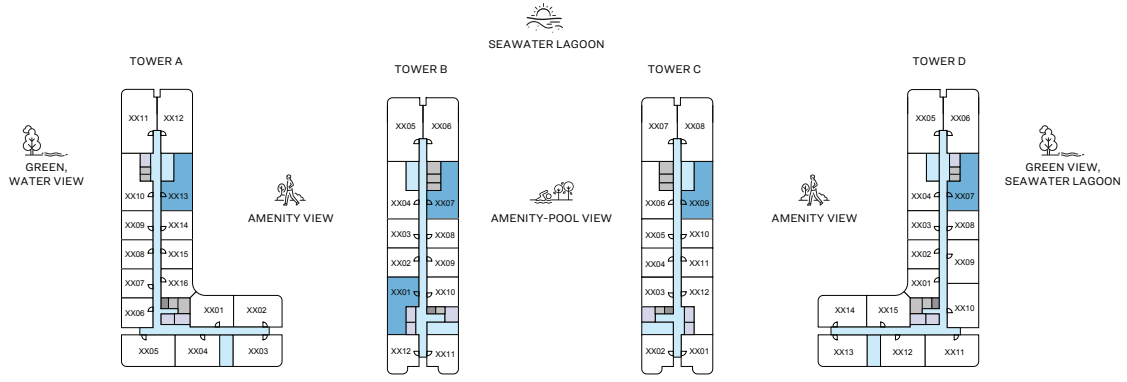 SEAWATER LAGOON
TOWER A
TOWER B
TOWER C
TOWER D
GREEN,
WATER VIEW
AMENITY VIEW
AMENITY-POOL VIEW
AMENITY VIEW
GREEN VIEW,
SEAWATER LAGOON
XX11 XX12
XX10 XX13
XX09 XX14
XX08 XX15
XX07 XX16
XX06 XX01 XX02
XX05 XX04 XX03
XX05 XX06
XX04 XX07
XX03 XX08
XX02 XX09
XX01 XX10
XX12 XX11
XX07 XX08
XX06 XX09
XX05 XX10
XX04 XX11
XX03 XX12
XX02 XX01
XX05 XX06
XX04 XX07
XX03 XX08
XX02 XX09
XX01
XX14 XX15 XX10
XX13 XX12 XX11